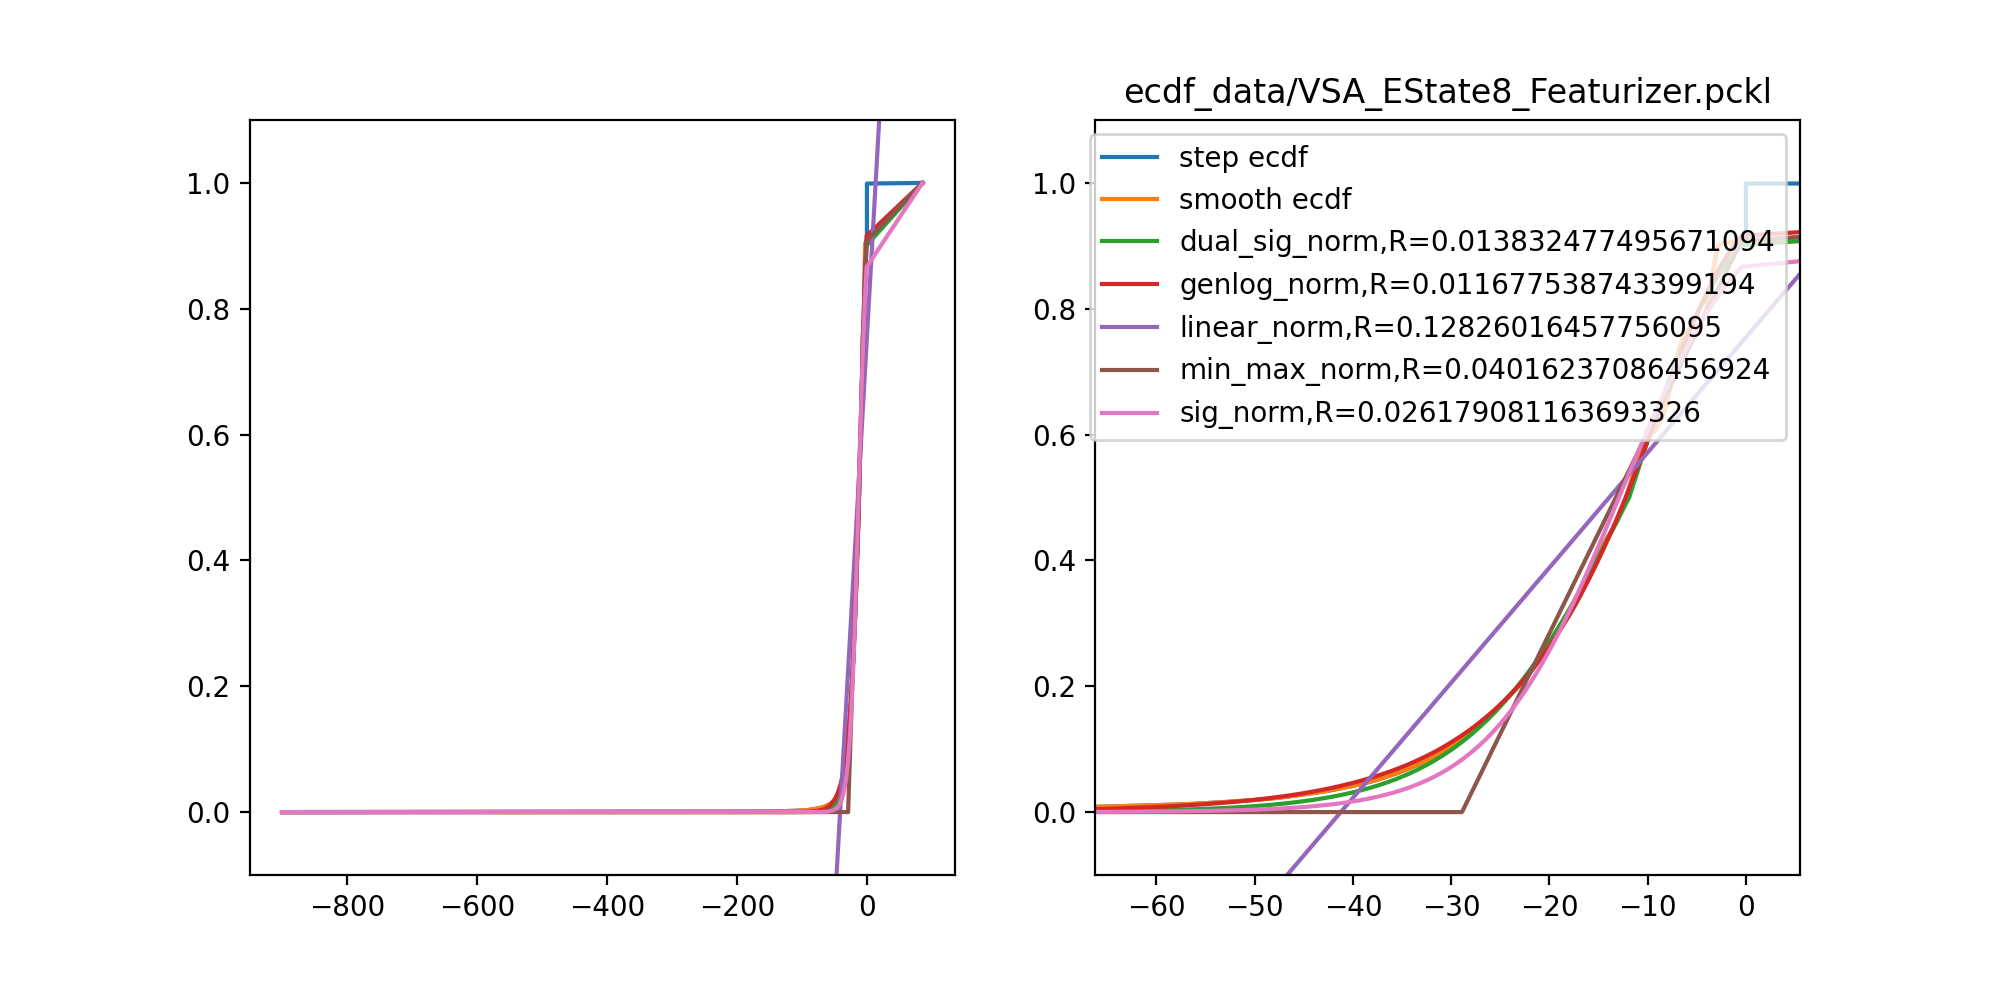 ecdf_data/VSA_EState8_Featurizer.pckl
1.0
0.8
0.6
0.4
0.2
0.0
−800 −600 −400 −200 0
1.0
0.8
0.6
0.4
0.2
0.0
step ecdf
smooth ecdf
dual_sig_norm,R=0.013832477495671094
genlog_norm,R=0.011677538743399194
linear_norm,R=0.12826016457756095
min_max_norm,R=0.04016237086456924
sig_norm,R=0.026179081163693326
−60 −50 −40 −30 −20 −10 0